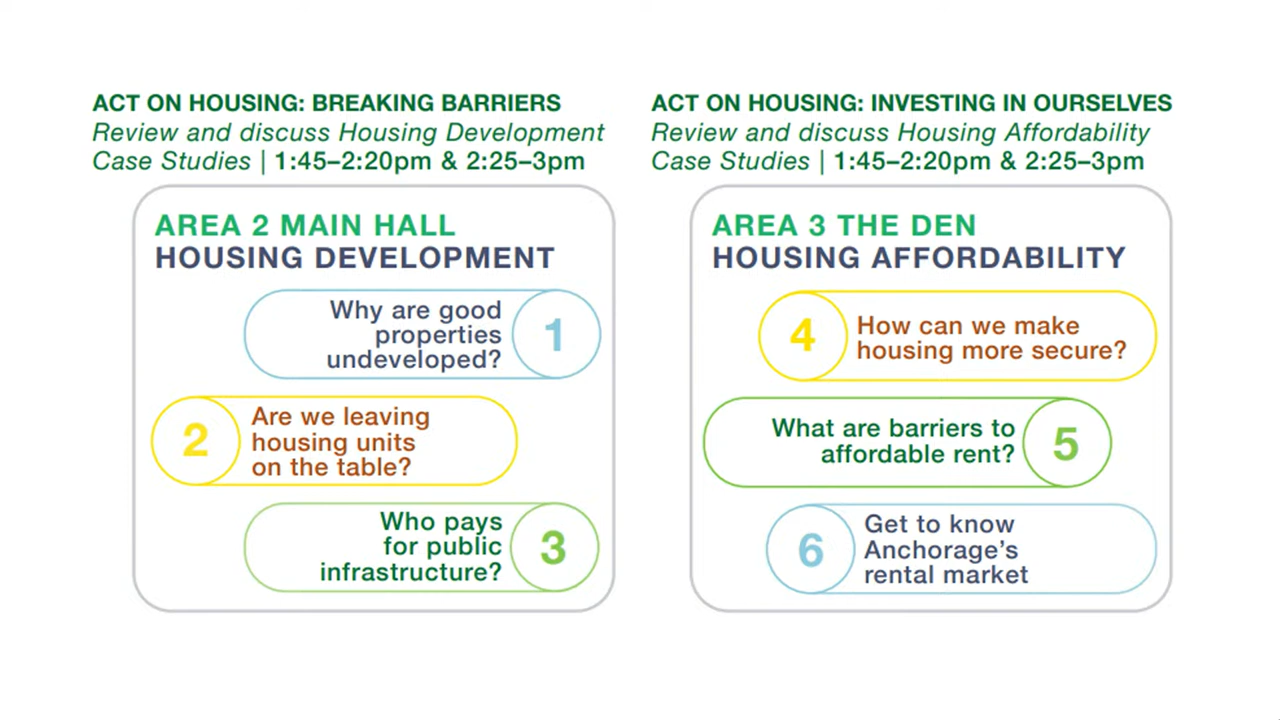 ACT ON HOUSING: BREAKING BARRIERS
Review and discuss Housing Development
Case Studies | 1:45–2:20pm & 2:25–3pm
AREA 2 MAIN HALL
HOUSING DEVELOPMENT
Why are good
properties
undeveloped?
1
2
Are we leaving
housing units
on the table?
Who pays
for public
infrastructure?
3
ACT ON HOUSING: INVESTING IN OURSELVES
Review and discuss Housing Affordability
Case Studies | 1:45–2:20pm & 2:25–3pm
AREA 3 THE DEN
HOUSING AFFORDABILITY
4
How can we make
housing more secure?
What are barriers to
affordable rent?
5
6
Get to know
Anchorage’s
rental market